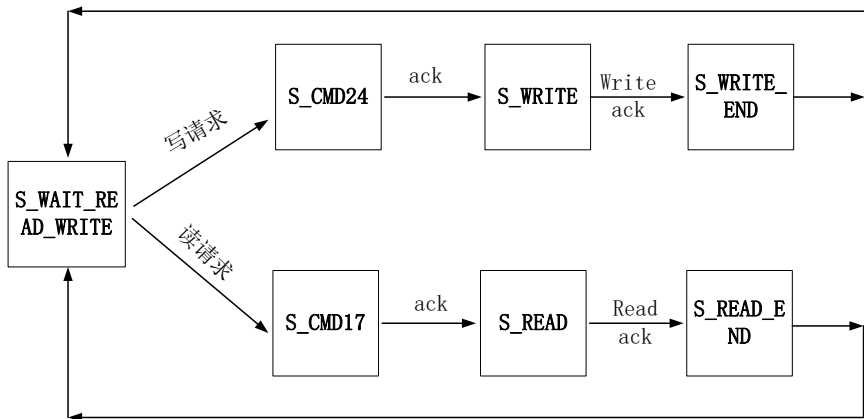 S_CMD24
ack
S_WRITE
Write
ack
S_WRITE_
END
写请求
S_WAIT_RE
AD_WRITE
读请求
S_CMD17
ack
S_READ
Read
ack
S_READ_E
ND